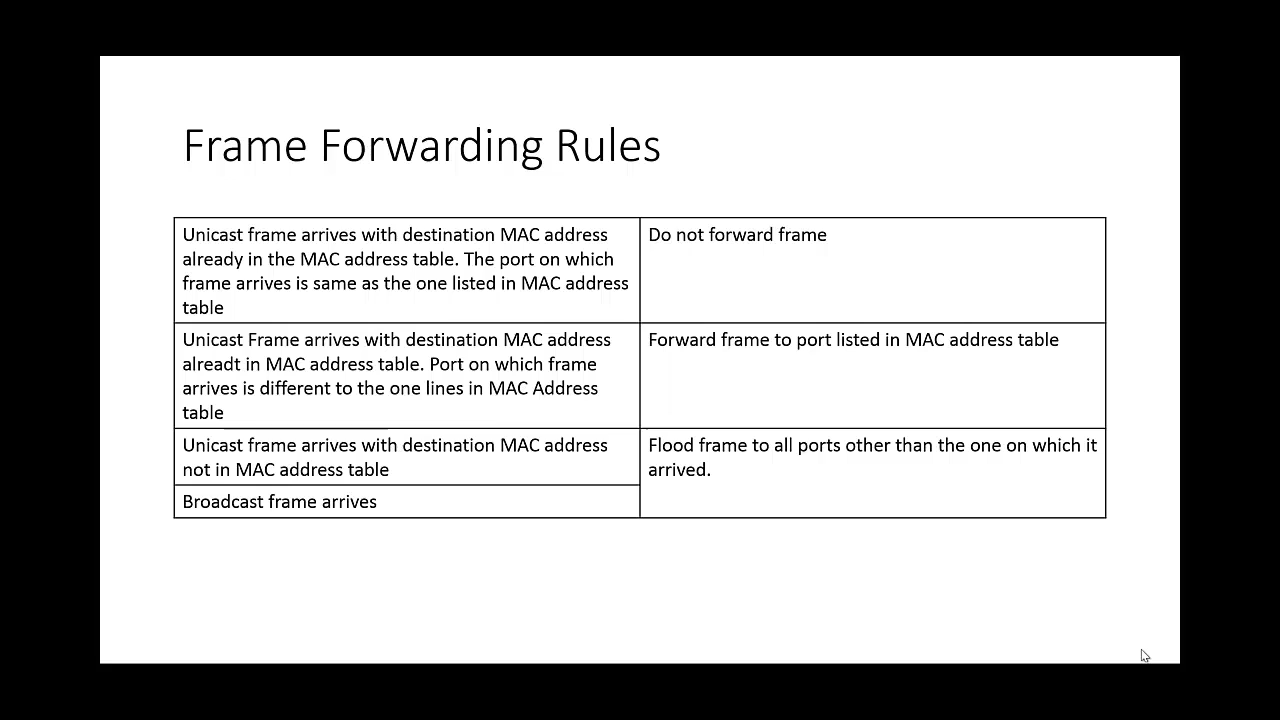 Frame Forwarding Rules
Unicast frame arrives with destination MAC address
already in the MAC address table. The port on which
frame arrives is same as the one listed in MAC address
table
Do not forward frame
Unicast Frame arrives with destination MAC address
alreadt in MAC address table. Port on which frame
arrives is different to the one lines in MAC Address
table
Forward frame to port listed in MAC address table
Unicast frame arrives with destination MAC address
not in MAC address table
Flood frame to all ports other than the one on which it
arrived.
Broadcast frame arrives